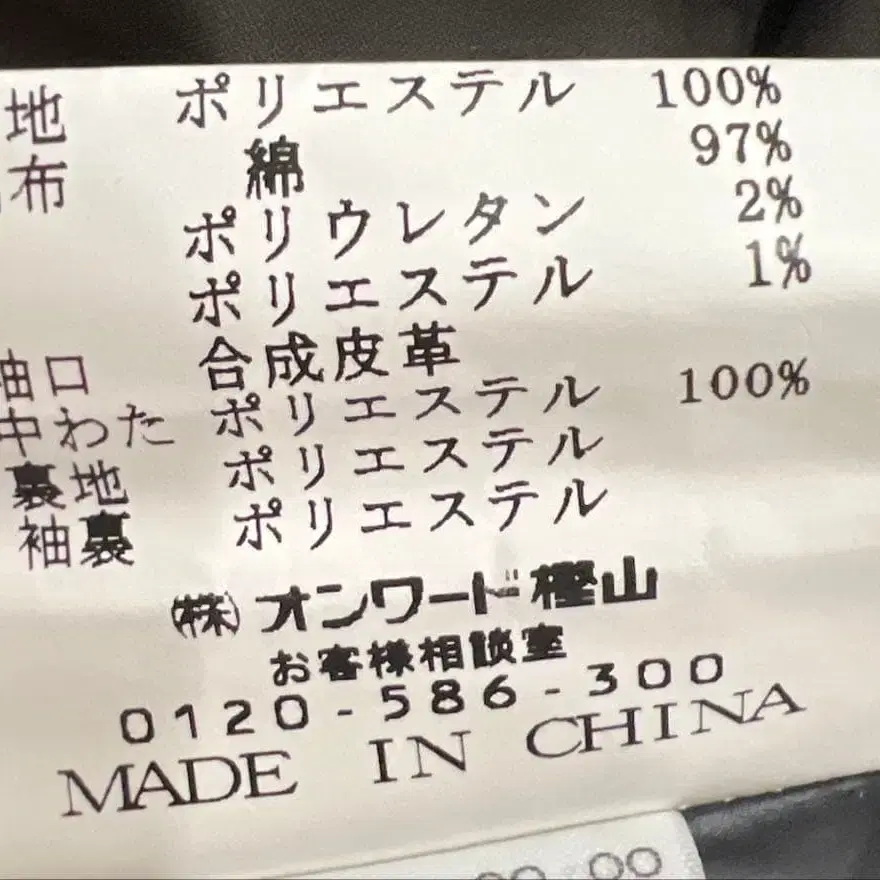 地 ポリエステル 100%
布 綿 97%
ポリウレタン 2%
ポリエステル 1%
袖口 合成皮革
中わた ポリエステル 100%
裏地 ポリエステル
袖裏 ポリエステル
㈱オンワード樫山
お客様相談室
0120-586-300
MADE IN CHINA